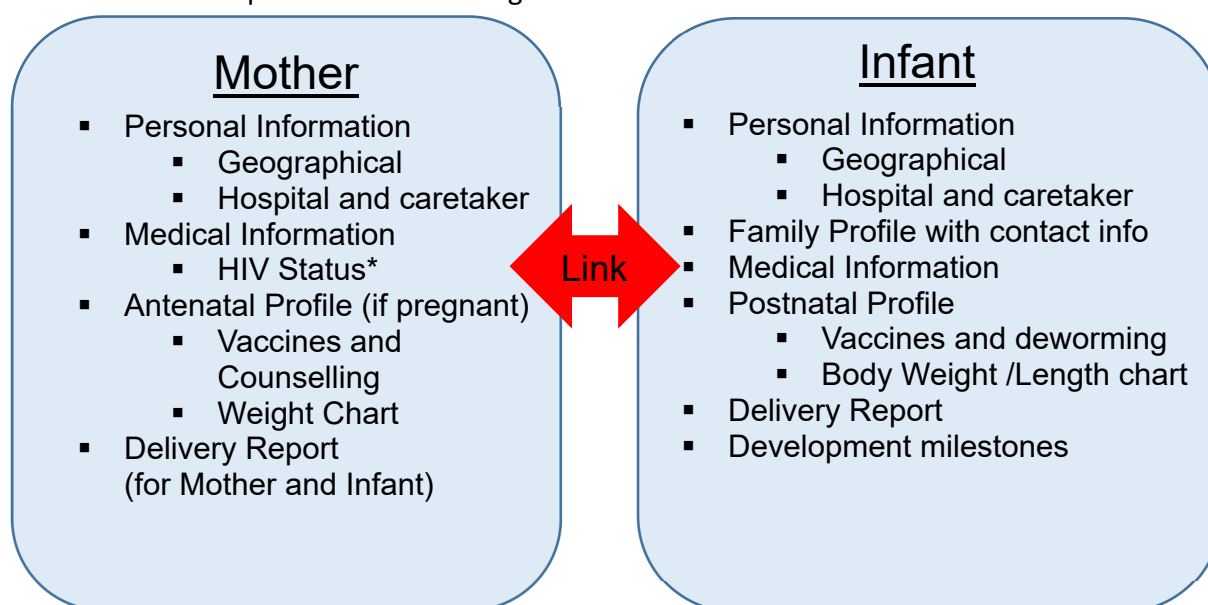 Mother
▪ Personal Information
▪ Geographical
▪ Hospital and caretaker
▪ Medical Information
▪ HIV Status*
▪ Antenatal Profile (if pregnant)
▪ Vaccines and
Counselling
▪ Weight Chart
▪ Delivery Report
(for Mother and Infant)
Link
Infant
▪ Personal Information
▪ Geographical
▪ Hospital and caretaker
▪ Family Profile with contact info
▪ Medical Information
▪ Postnatal Profile
▪ Vaccines and deworming
▪ Body Weight /Length chart
▪ Delivery Report
▪ Development milestones